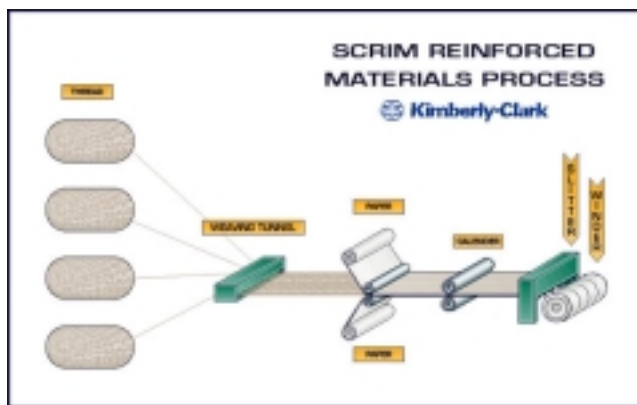 SCRIM REINFORCED
MATERIALS PROCESS
Kimberly-Clark
THREAD
WEAVING TUNNEL
PAPER
CALENDER
SLITTER
WINDER
PAPER